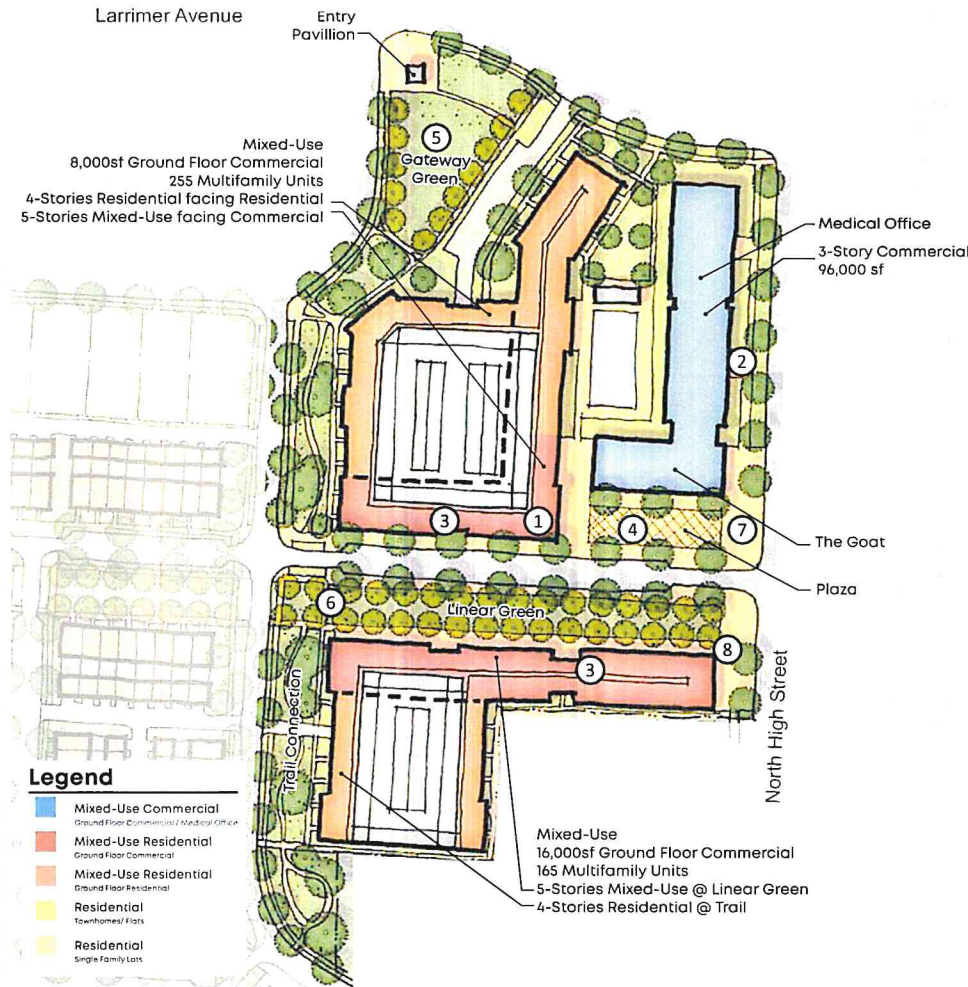 Larrimer Avenue
Entry
Pavillion
5
Gateway
Green
Mixed-Use
8,000sf Ground Floor Commercial
255 Multifamily Units
4-Stories Residential facing Residential
5-Stories Mixed-Use facing Commercial
Medical Office
3-Story Commercial
96,000 sf
2
3
1
4
7
The Goat
Plaza
6
Linear Green
8
3
Trail Connection
North High Street
Mixed-Use
16,000sf Ground Floor Commercial
165 Multifamily Units
5-Stories Mixed-Use @ Linear Green
4-Stories Residential @ Trail
Legend
Mixed-Use Commercial
Ground Floor Commercial / Medical Office
Mixed-Use Residential
Ground Floor Commercial
Mixed-Use Residential
Ground Floor Residential
Residential
Townhomes/ Flats
Residential
Single Family Lots